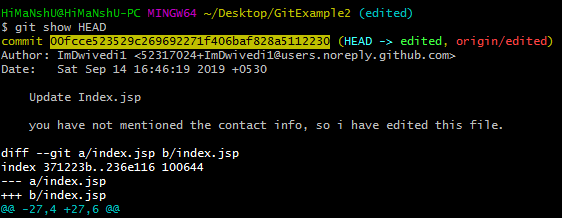 HiMaNshU@HiMaNshU-PC MINGW64 ~/Desktop/GitExample2 (edited)
$ git show HEAD
commit 00fcce523529c269692271f406baf828a5112230 (HEAD -> edited, origin/edited)
Author: ImDwivedi1 <52317024+ImDwivedi1@users.noreply.github.com>
Date:   Sat Sep 14 16:46:19 2019 +0530
Update Index.jsp
you have not mentioned the contact info, so i have edited this file.
diff --git a/index.jsp b/index.jsp
index 371223b..236e116 100644
--- a/index.jsp
+++ b/index.jsp
@@ -27,4 +27,6 @@